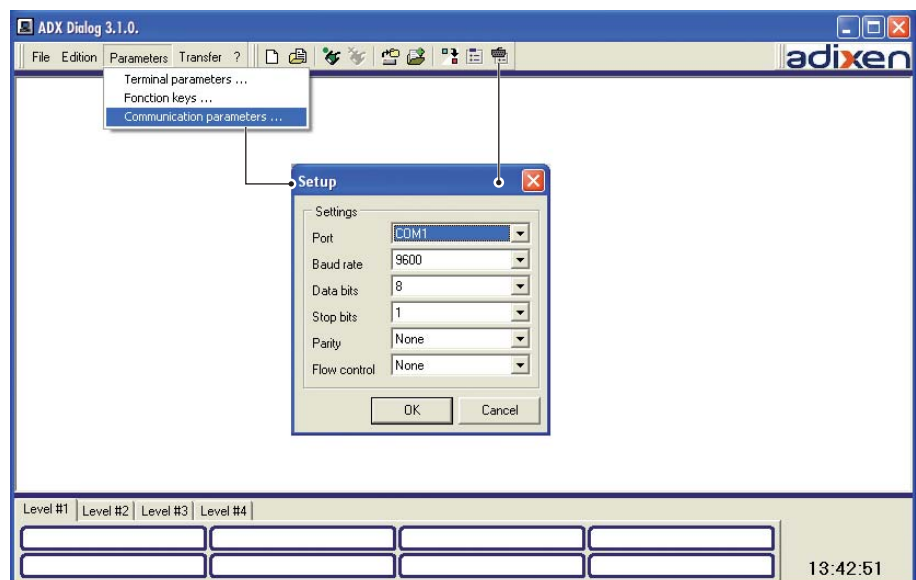 ADX Dialog 3.1.0.
File Edition Parameters Transfer ?
adixen
Terminal parameters ...
Fonction keys ...
Communication parameters ...
Setup
Settings
Port COM1
Baud rate 9600
Data bits 8
Stop bits 1
Parity None
Flow control None
OK Cancel
Level #1 Level #2 Level #3 Level #4
13:42:51